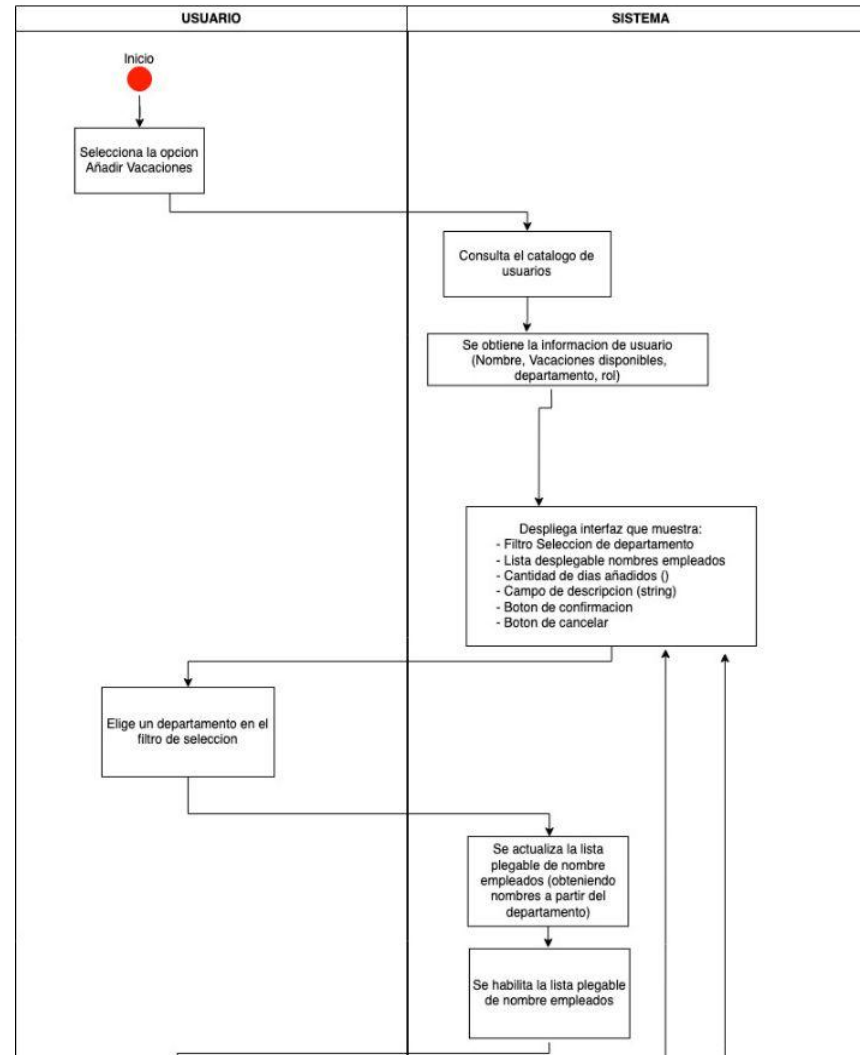 USUARIO
SISTEMA
Inicio
Selecciona la opcion
Añadir Vacaciones
Consulta el catalogo de
usuarios
Se obtiene la informacion de usuario
(Nombre, Vacaciones disponibles,
departamento, rol)
Despliega interfaz que muestra:
- Filtro Seleccion de departamento
- Lista desplegable nombres empleados
- Cantidad de dias añadidos ()
- Campo de descripcion (string)
- Boton de confirmacion
- Boton de cancelar
Elige un departamento en el
filtro de seleccion
Se actualiza la lista
plegable de nombre
empleados (obteniendo
nombres a partir del
departamento)
Se habilita la lista plegable
de nombre empleados